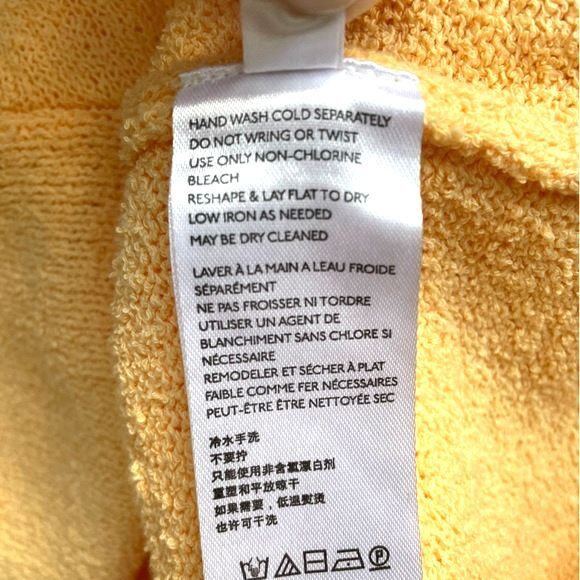 HAND WASH COLD SEPARATELY
DO NOT WRING OR TWIST
USE ONLY NON-CHLORINE
BLEACH
RESHAPE & LAY FLAT TO DRY
LOW IRON AS NEEDED
MAY BE DRY CLEANED
LAVER À LA MAIN A LEAU FROIDE
SÉPARÉMENT
NE PAS FROISSER NI TORDRE
UTILISER UN AGENT DE
BLANCHIMENT SANS CHLORE SI
NÉCESSAIRE
REMODELER ET SÉCHER À PLAT
FAIBLE COMME FER NÉCESSAIRES
PEUT-ÊTRE ÊTRE NETTOYÉE SEC
冷水手洗
不要拧
只能使用非含氯漂白剂
重塑和平放晾干
如果需要，低温熨烫
也许可干洗
P